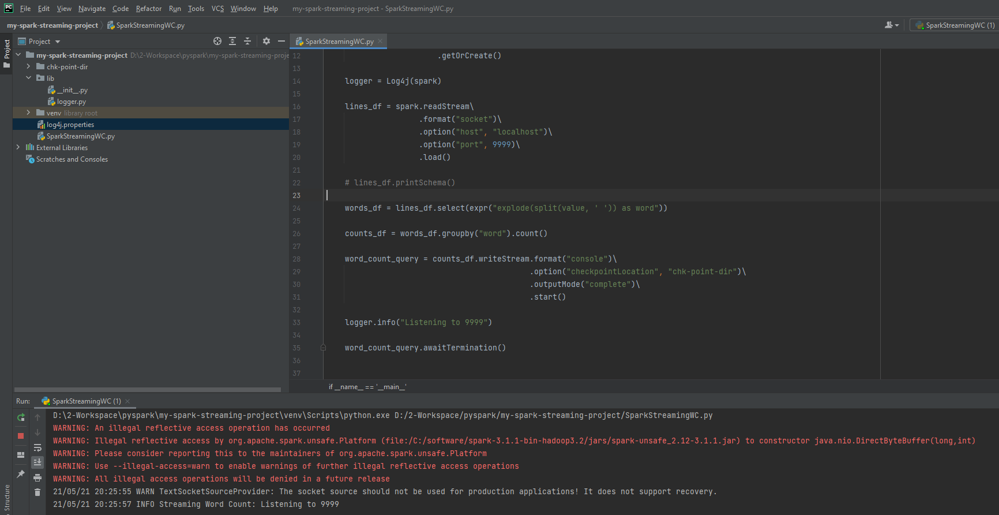 PC File Edit View Navigate Code Refactor Run Tools VCS Window Help my-spark-streaming-project - SparkStreamingWC.py
my-spark-streaming-project SparkStreamingWC.py SparkStreamingWC (1)
Project
Project
SparkStreamingWC.py
my-spark-streaming-project D:\2-Workspace\pyspark\my-spark-streaming-proje
chk-point-dir
lib
__init__.py
logger.py
venv library root
log4j.properties
SparkStreamingWC.py
External Libraries
Scratches and Consoles
12 .getOrCreate()
13
14 logger = Log4j(spark)
15
16 lines_df = spark.readStream\
17 .format("socket")\
18 .option("host", "localhost")\
19 .option("port", 9999)\
20 .load()
21
22 # lines_df.printSchema()
23
24 words_df = lines_df.select(expr("explode(split(value, ' ')) as word"))
25
26 counts_df = words_df.groupby("word").count()
27
28 word_count_query = counts_df.writeStream.format("console")\
29 .option("checkpointLocation", "chk-point-dir")\
30 .outputMode("complete")\
31 .start()
32
33 logger.info("Listening to 9999")
34
35 word_count_query.awaitTermination()
36
37
if __name__ == '__main__'
Run: SparkStreamingWC (1)
D:\2-Workspace\pyspark\my-spark-streaming-project\venv\Scripts\python.exe D:/2-Workspace/pyspark/my-spark-streaming-project/SparkStreamingWC.py
WARNING: An illegal reflective access operation has occurred
WARNING: Illegal reflective access by org.apache.spark.unsafe.Platform (file:/C:/software/spark-3.1.1-bin-hadoop3.2/jars/spark-unsafe_2.12-3.1.1.jar) to constructor java.nio.DirectByteBuffer(long,int)
WARNING: Please consider reporting this to the maintainers of org.apache.spark.unsafe.Platform
WARNING: Use --illegal-access=warn to enable warnings of further illegal reflective access operations
WARNING: All illegal access operations will be denied in a future release
21/05/21 20:25:55 WARN TextSocketSourceProvider: The socket source should not be used for production applications! It does not support recovery.
21/05/21 20:25:57 INFO Streaming Word Count: Listening to 9999
Structure